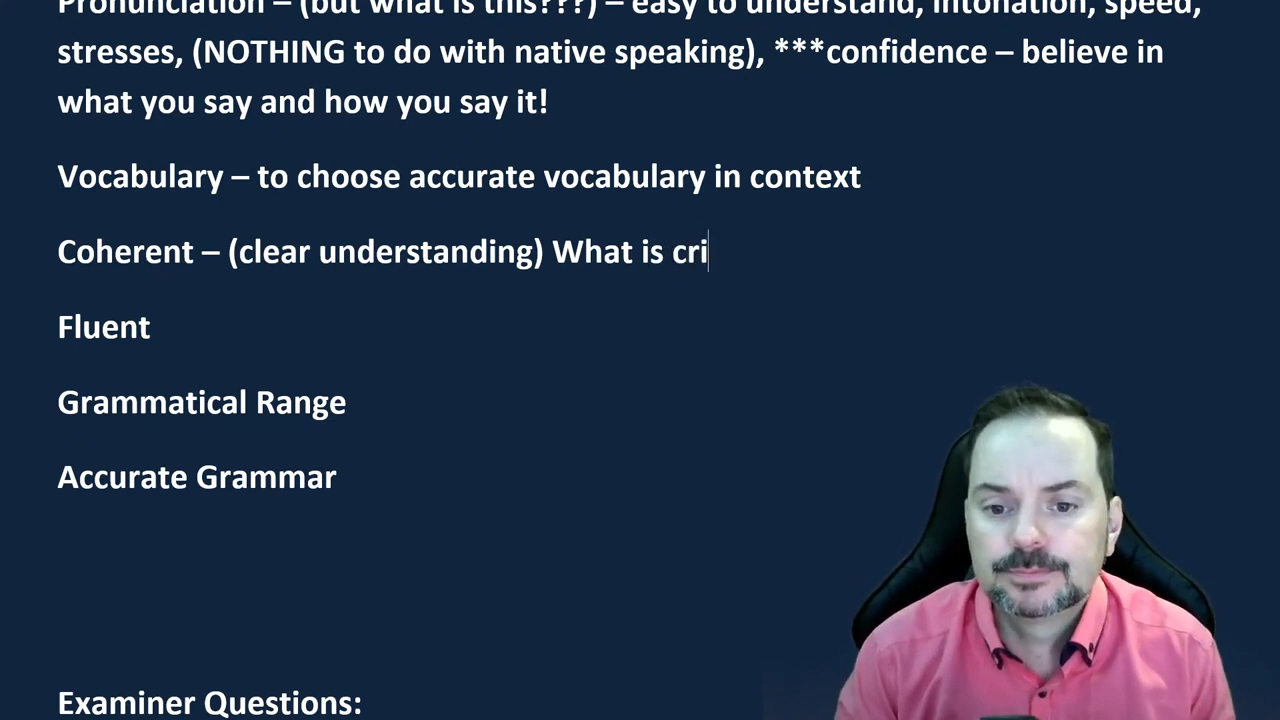 Pronunciation – (but what is this???) – easy to understand, intonation, speed,
stresses, (NOTHING to do with native speaking), ***confidence – believe in
what you say and how you say it!
Vocabulary – to choose accurate vocabulary in context
Coherent – (clear understanding) What is cri
Fluent
Grammatical Range
Accurate Grammar
Examiner Questions: